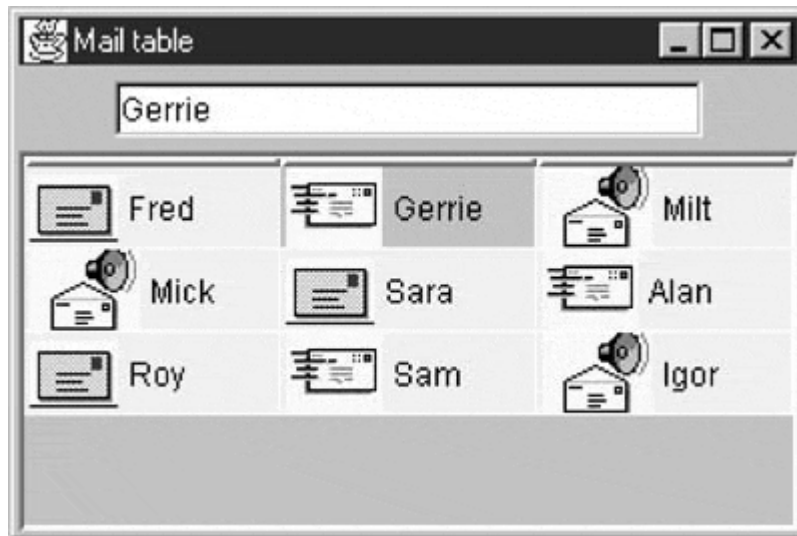 Mail table
Gerrie
Fred Gerrie Milt
Mick Sara Alan
Roy Sam Igor